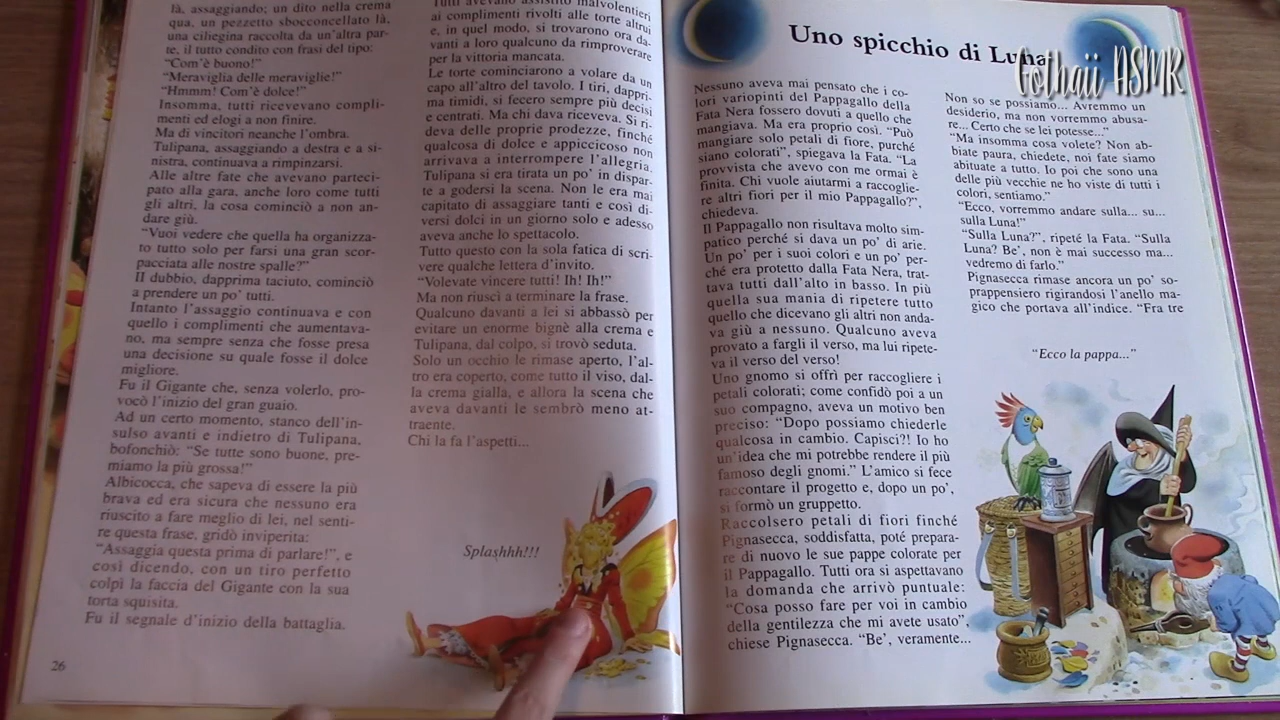 là, assaggiando; un dito nella crema
qua, un pezzetto sbocconcellato là,
una ciliegina raccolta da un'altra par-
te, il tutto condito con frasi del tipo:
"Com'è buono!"
"Meraviglia delle meraviglie!"
"Hmmm! Com'è dolce!"
Insomma, tutti ricevevano compli-
menti ed elogi a non finire.
Ma di vincitori neanche l'ombra.
Tulipana, assaggiando a destra e a si-
nistra, continuava a rimpinzarsi.
Alle altre fate che avevano parteci-
pato alla gara, anche loro come tutti
gli altri, la cosa cominciò a non an-
dare giù.
"Vuoi vedere che quella ha organizza-
to tutto solo per farsi una gran scor-
pacciata alle nostre spalle?"
Il dubbio, dapprima taciuto, cominciò
a prendere un po' tutti.
Intanto l'assaggio continuava e con
quello i complimenti che aumentava-
no, ma sempre senza che fosse presa
una decisione su quale fosse il dolce
migliore.
Fu il Gigante che, senza volerlo, pro-
vocò l'inizio del gran guaio.
Ad un certo momento, stanco dell'in-
sulso avanti e indietro di Tulipana,
bofonchiò: "Se tutte sono buone, pre-
miamo la più grossa!"
Albicocca, che sapeva di essere la più
brava ed era sicura che nessuno era
riuscito a fare meglio di lei, nel senti-
re questa frase, gridò inviperita:
"Assaggia questa prima di parlare!", e
così dicendo, con un tiro perfetto
colpì la faccia del Gigante con la sua
torta squisita.
Fu il segnale d'inizio della battaglia.
26
Tutti avevano assistito malvolentieri
ai complimenti rivolti alle torte altrui
e, in quel modo, si trovarono ora da-
vanti a loro qualcuno da rimproverare
per la vittoria mancata.
Le torte cominciarono a volare da un
capo all'altro del tavolo. I tiri, dappri-
ma timidi, si fecero sempre più decisi
e centrati. Ma chi dava riceveva. Si ri-
deva delle proprie prodezze, finché
qualcosa di dolce e appiccicoso non
arrivava a interrompere l'allegria.
Tulipana si era tirata un po' in dispar-
te a godersi la scena. Non le era mai
capitato di assaggiare tanti e così di-
versi dolci in un giorno solo e adesso
aveva anche lo spettacolo.
Tutto questo con la sola fatica di scri-
vere qualche lettera d'invito.
"Volevate vincere tutti! Ih! Ih!"
Ma non riuscì a terminare la frase.
Qualcuno davanti a lei si abbassò per
evitare un enorme bignè alla crema e
Tulipana, dal colpo, si trovò seduta.
Solo un occhio le rimase aperto, l'al-
tro era coperto, come tutto il viso, dal-
la crema gialla, e allora la scena che
aveva davanti le sembrò meno at-
traente.
Chi la fa l'aspetti...
Splashhh!!!
Uno spicchio di Luna
Gothaii ASMR
Nessuno aveva mai pensato che i co-
lori variopinti del Pappagallo della
Fata Nera fossero dovuti a quello che
mangiava. Ma era proprio così. "Può
mangiare solo petali di fiore, purché
siano colorati", spiegava la Fata. "La
provvista che avevo con me ormai è
finita. Chi vuole aiutarmi a raccoglie-
re altri fiori per il mio Pappagallo?",
chiedeva.
Il Pappagallo non risultava molto sim-
patico perché si dava un po' di arie.
Un po' per i suoi colori e un po' per-
ché era protetto dalla Fata Nera, trat-
tava tutti dall'alto in basso. In più
quella sua mania di ripetere tutto
quello che dicevano gli altri non anda-
va giù a nessuno. Qualcuno aveva
provato a fargli il verso, ma lui ripete-
va il verso del verso!
Uno gnomo si offrì per raccogliere i
petali colorati; come confidò poi a un
suo compagno, aveva un motivo ben
preciso: "Dopo possiamo chiederle
qualcosa in cambio. Capisci?! Io ho
un'idea che mi potrebbe rendere il più
famoso degli gnomi." L'amico si fece
raccontare il progetto e, dopo un po',
si formò un gruppetto.
Raccolsero petali di fiori finché
Pignasecca, soddisfatta, poté prepara-
re di nuovo le sue pappe colorate per
il Pappagallo. Tutti ora si aspettavano
la domanda che arrivò puntuale:
"Cosa posso fare per voi in cambio
della gentilezza che mi avete usato",
chiese Pignasecca. "Be', veramente...
Non so se possiamo... Avremmo un
desiderio, ma non vorremmo abusa-
re... Certo che se lei potesse..."
"Ma insomma cosa volete? Non ab-
biate paura, chiedete, noi fate siamo
abituate a tutto. Io poi che sono una
delle più vecchie ne ho viste di tutti i
colori, sentiamo."
"Ecco, vorremmo andare sulla... su...
sulla Luna!"
"Sulla Luna?", ripeté la Fata. "Sulla
Luna? Be', non è mai successo ma...
vedremo di farlo."
Pignasecca rimase ancora un po' so-
prappensiero rigirandosi l'anello ma-
gico che portava all'indice. "Fra tre
"Ecco la pappa..."